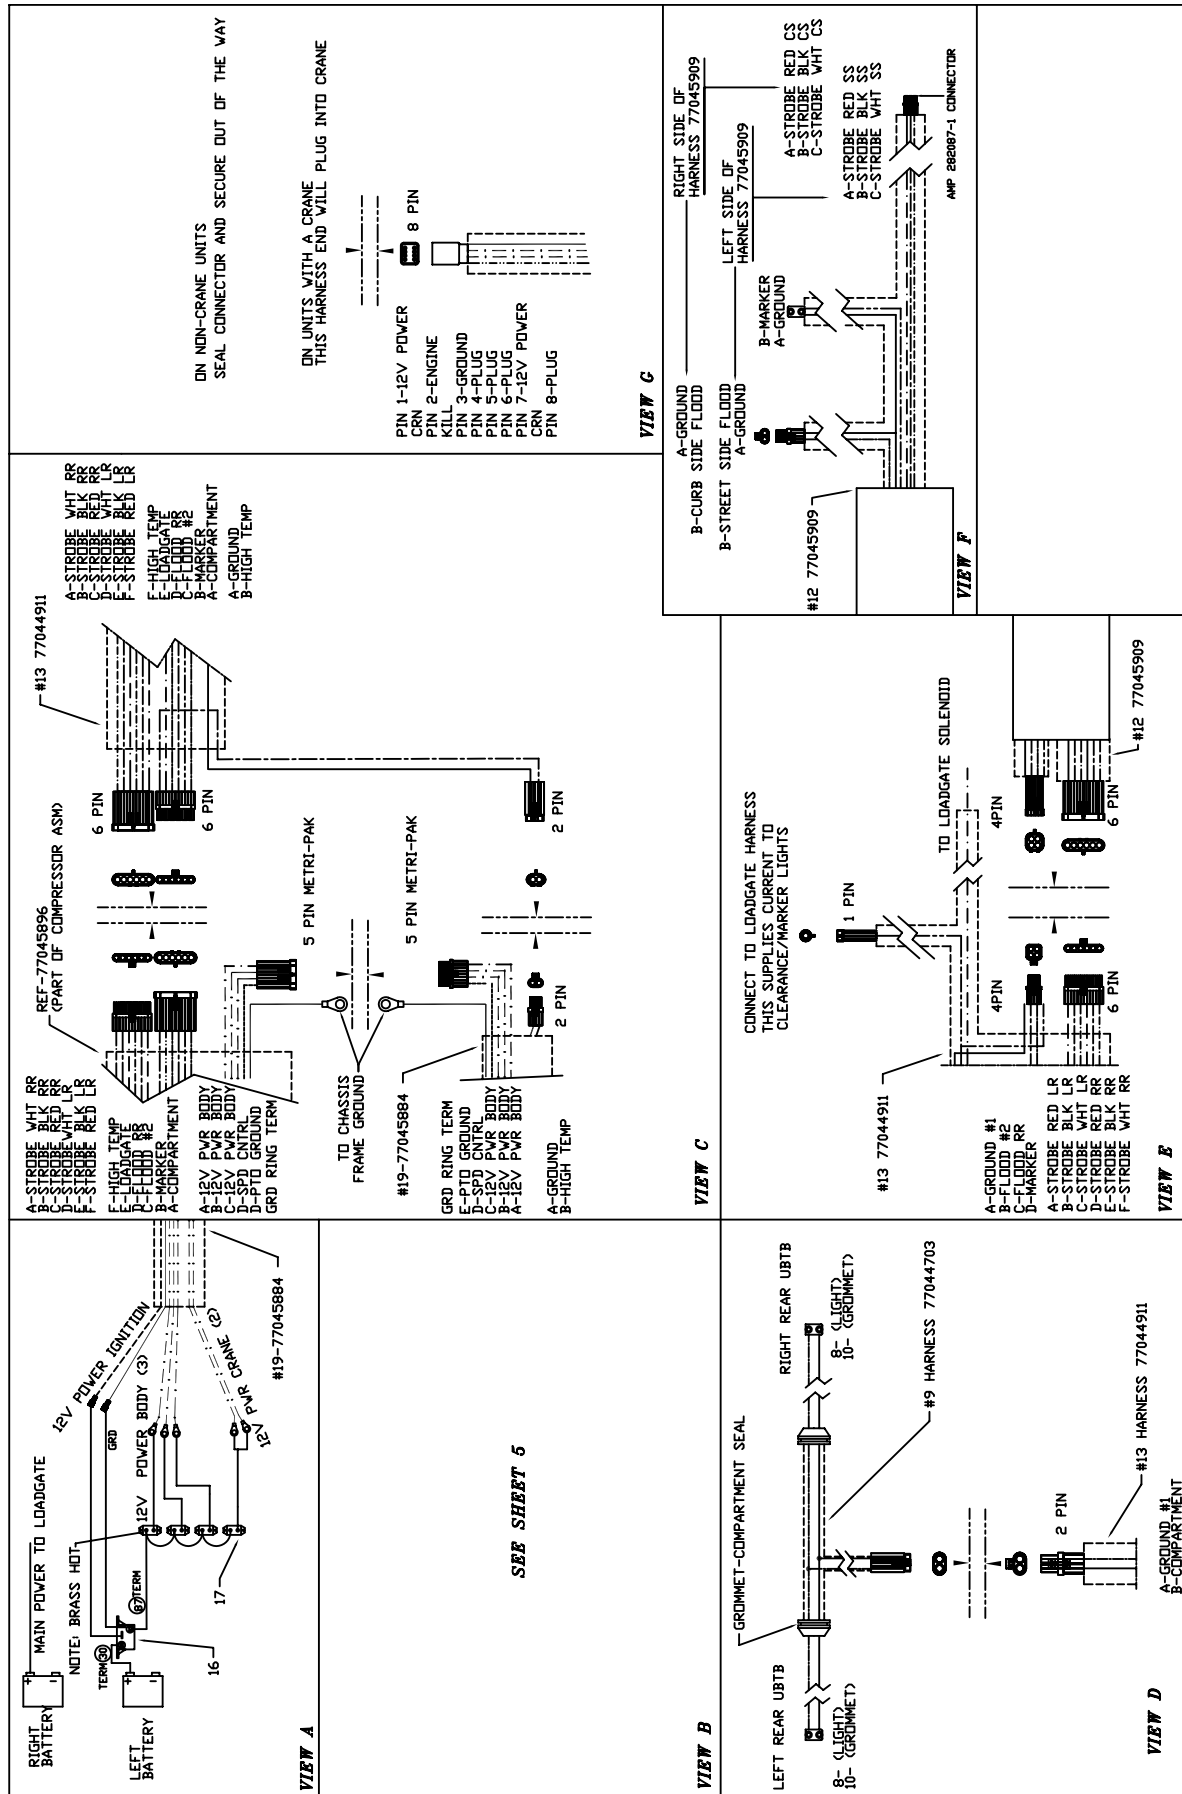 RIGHT
BATTERY
MAIN POWER TO LOADGATE
NOTE: BRASS HOT
TERM 30
87 TERM
LEFT
BATTERY
16
17
12V POWER IGNITION
GRD
12V POWER BODY (3)
12V PWR CRANE (2)
#19-77045884
VIEW A
SEE SHEET 5
VIEW B
REF-77045896
(PART OF COMPRESSOR ASM)
#13 77044911
A-STROBE WHT RR
B-STROBE BLK RR
C-STROBE RED RR
D-STROBEWHT LR
E-STROBE BLK LR
F-STROBE RED LR
F-HIGH TEMP
E-LOADGATE
D-FLOOD RR
C-FLOOD #2
B-MARKER
A-COMPARTMENT
A-12V PWR BODY
B-12V PWR BODY
C-12V PWR BODY
D-SPD CNTRL
D-PTO GROUND
GRD RING TERM
6 PIN
6 PIN
A-STROBE WHT RR
B-STROBE BLK RR
C-STROBE RED RR
D-STROBE WHT LR
E-STROBE BLK LR
F-STROBE RED LR
F-HIGH TEMP
E-LOADGATE
D-FLOOD RR
C-FLOOD #2
B-MARKER
A-COMPARTMENT
A-GROUND
B-HIGH TEMP
5 PIN METRI-PAK
TO CHASSIS
FRAME GROUND
5 PIN METRI-PAK
#19-77045884
GRD RING TERM
E-PTO GROUND
D-SPD CNTRL
C-12V PWR BODY
B-12V PWR BODY
A-12V PWR BODY
A-GROUND
B-HIGH TEMP
2 PIN
2 PIN
VIEW C
ON NON-CRANE UNITS
SEAL CONNECTOR AND SECURE OUT OF THE WAY
ON UNITS WITH A CRANE
THIS HARNESS END WILL PLUG INTO CRANE
8 PIN
PIN 1-12V POWER
CRN
PIN 2-ENGINE
KILL
PIN 3-GROUND
PIN 4-PLUG
PIN 5-PLUG
PIN 6-PLUG
PIN 7-12V POWER
CRN
PIN 8-PLUG
VIEW G
LEFT REAR UBTB
8- (LIGHT)
10- (GROMMET)
GROMMET-COMPARTMENT SEAL
RIGHT REAR UBTB
8- (LIGHT)
10- (GROMMET)
#9 HARNESS 77044703
2 PIN
#13 HARNESS 77044911
A-GROUND #1
B-COMPARTMENT
VIEW D
CONNECT TO LOADGATE HARNESS
THIS SUPPLIES CURRENT TO
CLEARANCE/MARKER LIGHTS
1 PIN
TO LOADGATE SOLENOID
#13 77044911
A-GROUND #1
B-FLOOD #2
C-FLOOD RR
D-MARKER
A-STROBE RED LR
B-STROBE BLK LR
C-STROBE WHT LR
D-STROBE RED RR
E-STROBE BLK RR
F-STROBE WHT RR
4PIN
6 PIN
4PIN
6 PIN
#12 77045909
VIEW E
A-GROUND
B-CURB SIDE FLOOD
RIGHT SIDE OF
HARNESS 77045909
B-STREET SIDE FLOOD
A-GROUND
LEFT SIDE OF
HARNESS 77045909
B-MARKER
A-GROUND
A-STROBE RED CS
B-STROBE BLK CS
C-STROBE WHT CS
A-STROBE RED SS
B-STROBE BLK SS
C-STROBE WHT SS
#12 77045909
AMP 282087-1 CONNECTOR
VIEW F